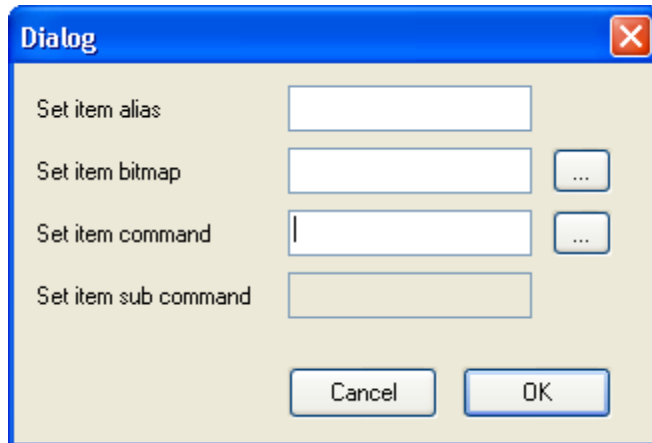 Dialog
Set item alias
Set item bitmap
...
Set item command
...
Set item sub command
Cancel
OK